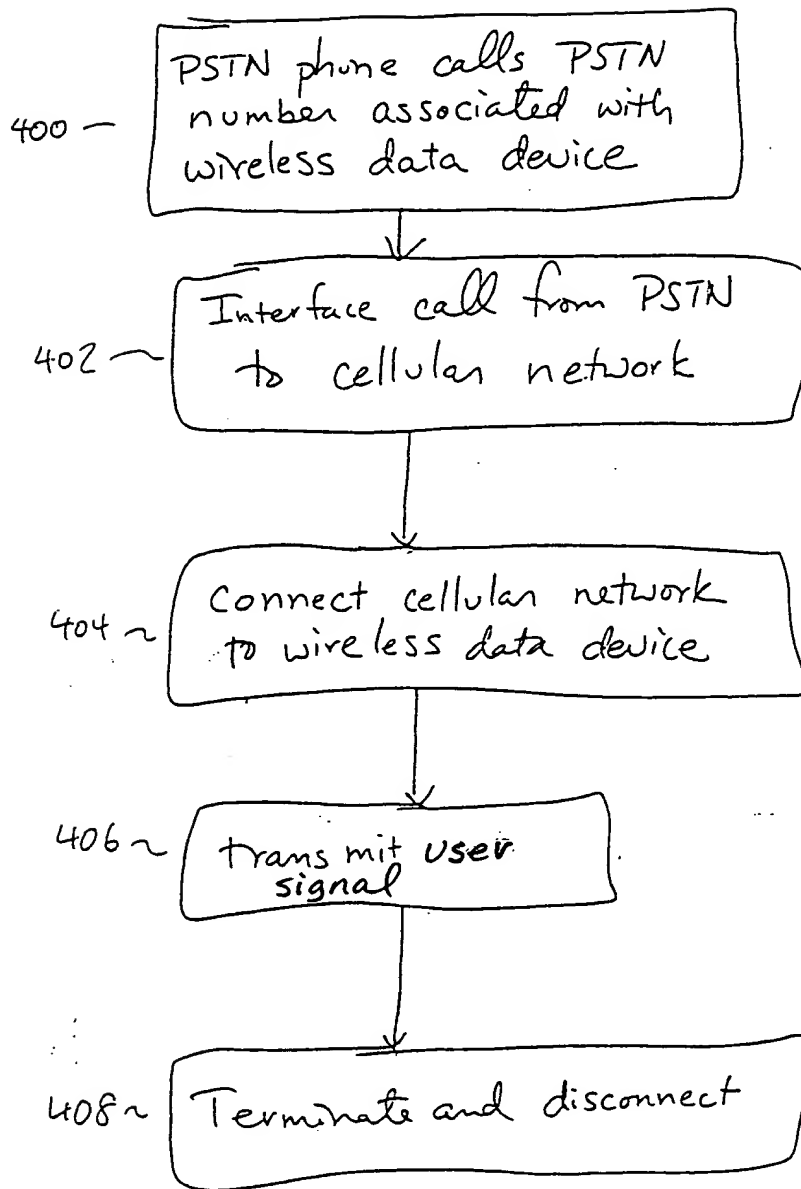 PSTN phone calls PSTN
400 number associated with
wireless data device
Interface call from PSTN
402 to cellular network
Connect cellular network
404 to wireless data device
406 transmit user
signal
408 Terminate and disconnect